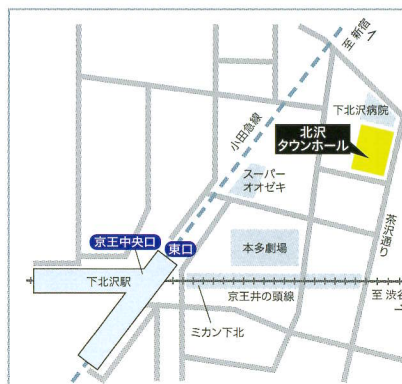 至 新宿
下北沢病院
北沢
タウンホール
小田急線
スーパー
オオゼキ
茶沢通り
京王中央口
東口
本多劇場
下北沢駅
京王井の頭線
至 渋谷
ミカン下北